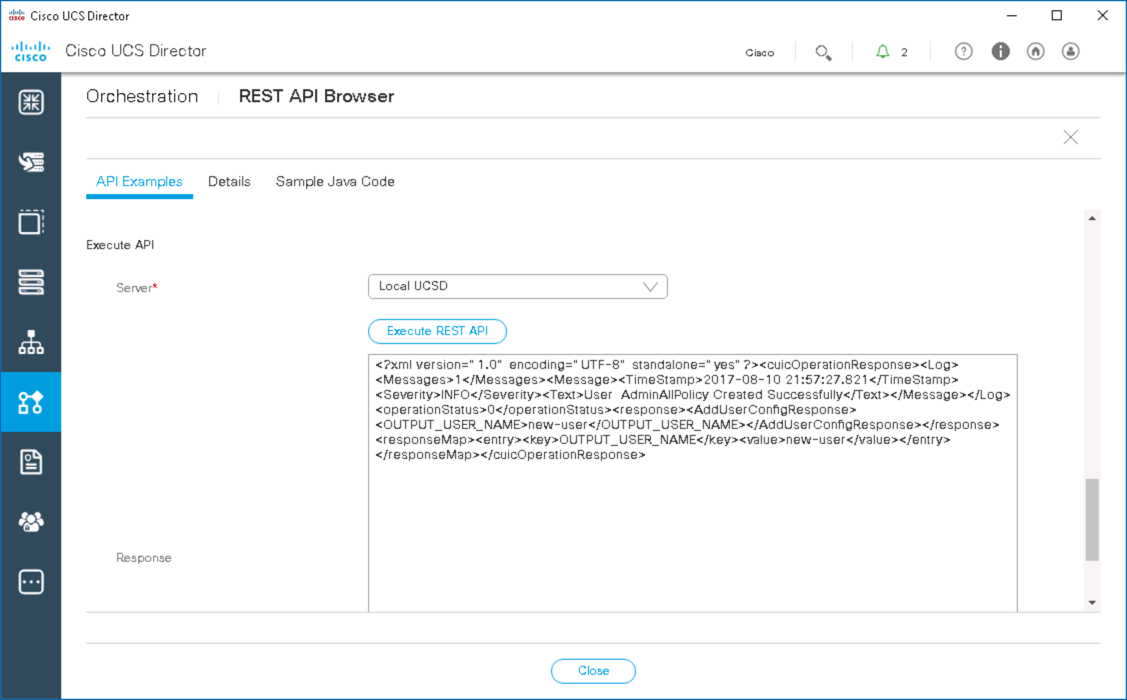 Cisco UCS Director
cisco Cisco UCS Director Cisco 2
Orchestration REST API Browser
API Examples Details Sample Java Code
Execute API
Server* Local UCSD
Execute REST API
<?xml version="1.0" encoding="UTF-8" standalone="yes" ?><cuicOperationResponse><Log>
<Messages>1</Messages><Message><TimeStamp>2017-08-10 21:57:27.821</TimeStamp>
<Severity>INFO</Severity><Text>User AdminAllPolicy Created Successfully</Text></Message></Log>
<operationStatus>0</operationStatus><response><AddUserConfigResponse>
<OUTPUT_USER_NAME>new-user</OUTPUT_USER_NAME></AddUserConfigResponse></response>
<responseMap><entry><key>OUTPUT_USER_NAME</key><value>new-user</value></entry>
</responseMap></cuicOperationResponse>
Response
Close